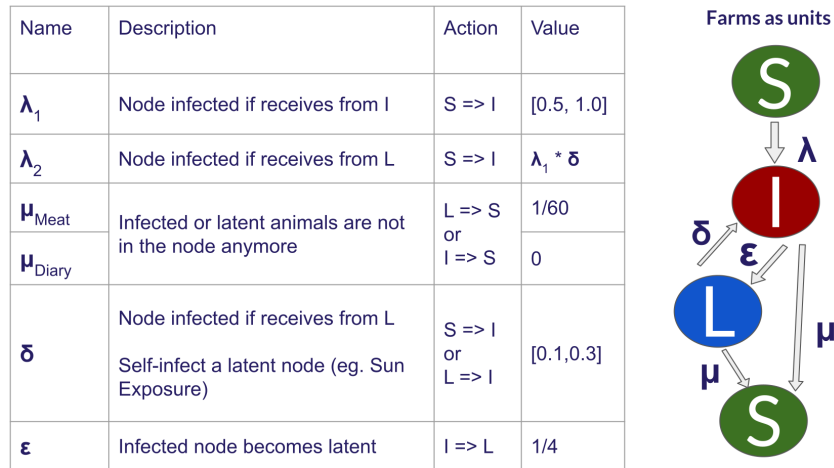 Name Description Action Value
λ1 Node infected if receives from I S => I [0.5, 1.0]
λ2 Node infected if receives from L S => I λ1 * δ
μMeat Infected or latent animals are not in the node anymore L => S or I => S 1/60
μDiary 0
δ Node infected if receives from L S => I or L => I [0.1,0.3]
Self-infect a latent node (eg. Sun Exposure)
ε Infected node becomes latent I => L 1/4
Farms as units
S
λ
I
δ
ε
L
μ
μ
S